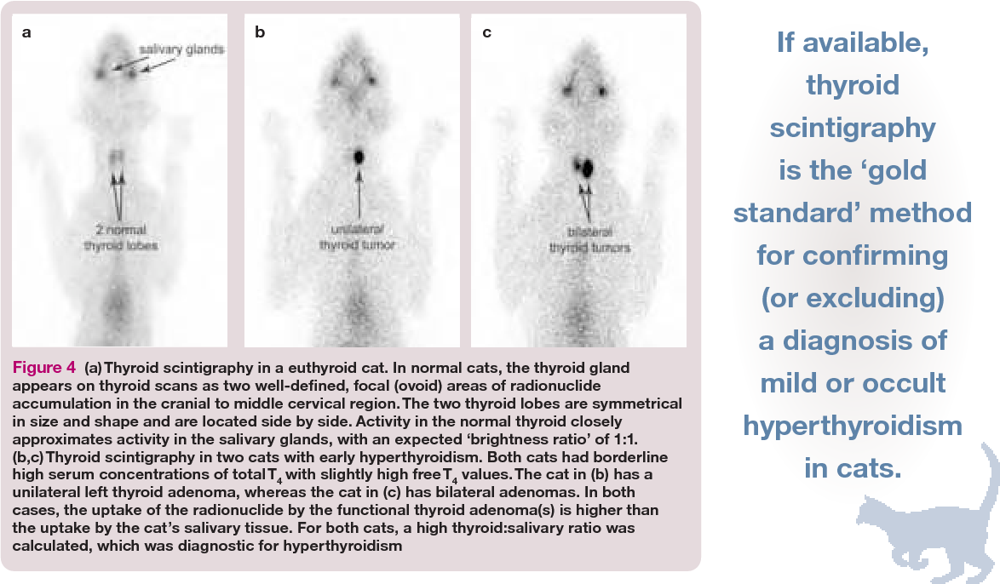 a
salivary glands
2 normal
thyroid lobes
b
unilateral
thyroid tumor
c
bilateral
thyroid tumors
Figure 4 (a) Thyroid scintigraphy in a euthyroid cat. In normal cats, the thyroid gland
appears on thyroid scans as two well-defined, focal (ovoid) areas of radionuclide
accumulation in the cranial to middle cervical region. The two thyroid lobes are symmetrical
in size and shape and are located side by side. Activity in the normal thyroid closely
approximates activity in the salivary glands, with an expected ‘brightness ratio’ of 1:1.
(b,c) Thyroid scintigraphy in two cats with early hyperthyroidism. Both cats had borderline
high serum concentrations of total T4 with slightly high free T4 values. The cat in (b) has a
unilateral left thyroid adenoma, whereas the cat in (c) has bilateral adenomas. In both
cases, the uptake of the radionuclide by the functional thyroid adenoma(s) is higher than
the uptake by the cat’s salivary tissue. For both cats, a high thyroid:salivary ratio was
calculated, which was diagnostic for hyperthyroidism
If available,
thyroid
scintigraphy
is the ‘gold
standard’ method
for confirming
(or excluding)
a diagnosis of
mild or occult
hyperthyroidism
in cats.